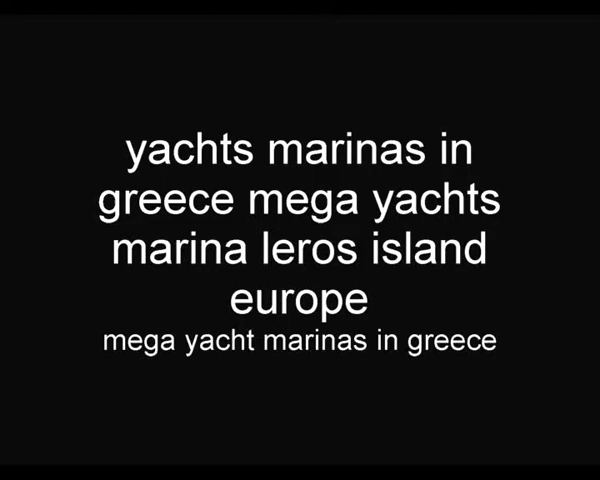 yachts marinas in
greece mega yachts
marina leros island
europe
mega yacht marinas in greece